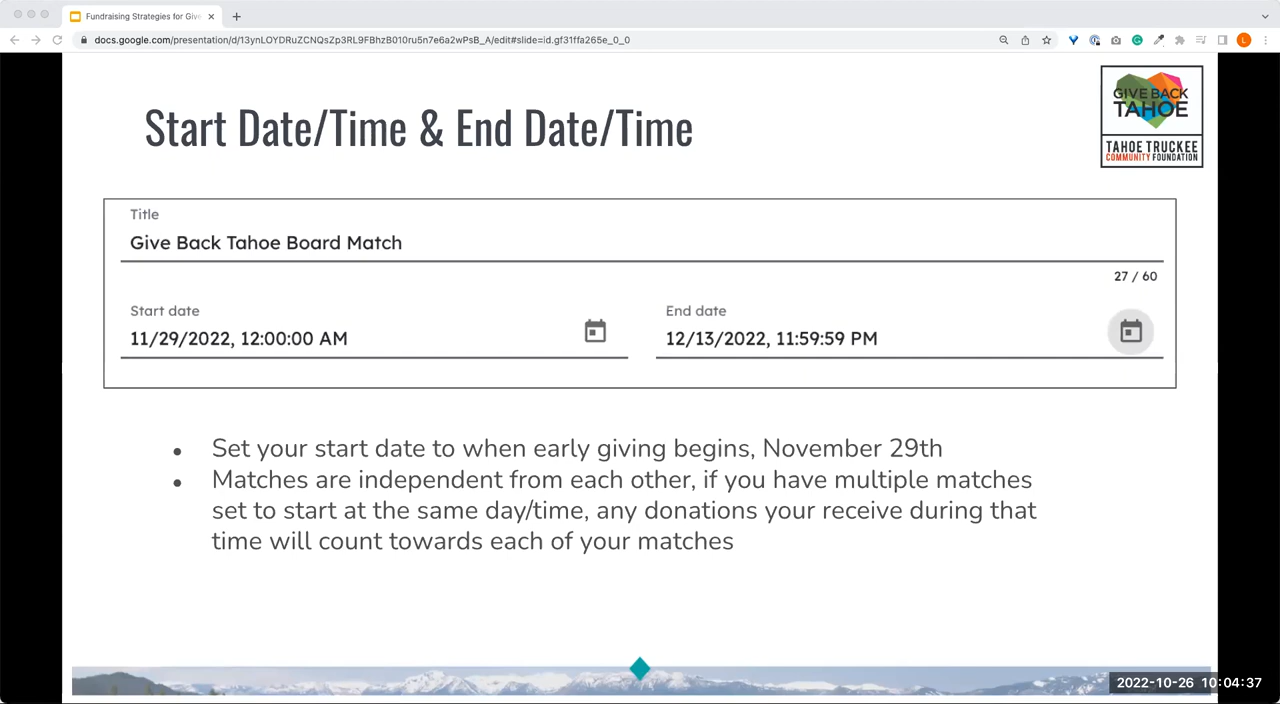 Fundraising Strategies for Give
docs.google.com/presentation/d/13ynLOYDRuZCNQsZp3RL9FBhzB010ru5n7e6a2wPsB_A/edit#slide=id.gf31ffa265e_0_0
L
Start Date/Time & End Date/Time
GIVE BACK
TAHOE
TAHOE TRUCKEE
COMMUNITY FOUNDATION
Title
Give Back Tahoe Board Match
27 / 60
Start date
11/29/2022, 12:00:00 AM
End date
12/13/2022, 11:59:59 PM
• Set your start date to when early giving begins, November 29th
• Matches are independent from each other, if you have multiple matches
set to start at the same day/time, any donations your receive during that
time will count towards each of your matches
2022-10-26 10:04:37